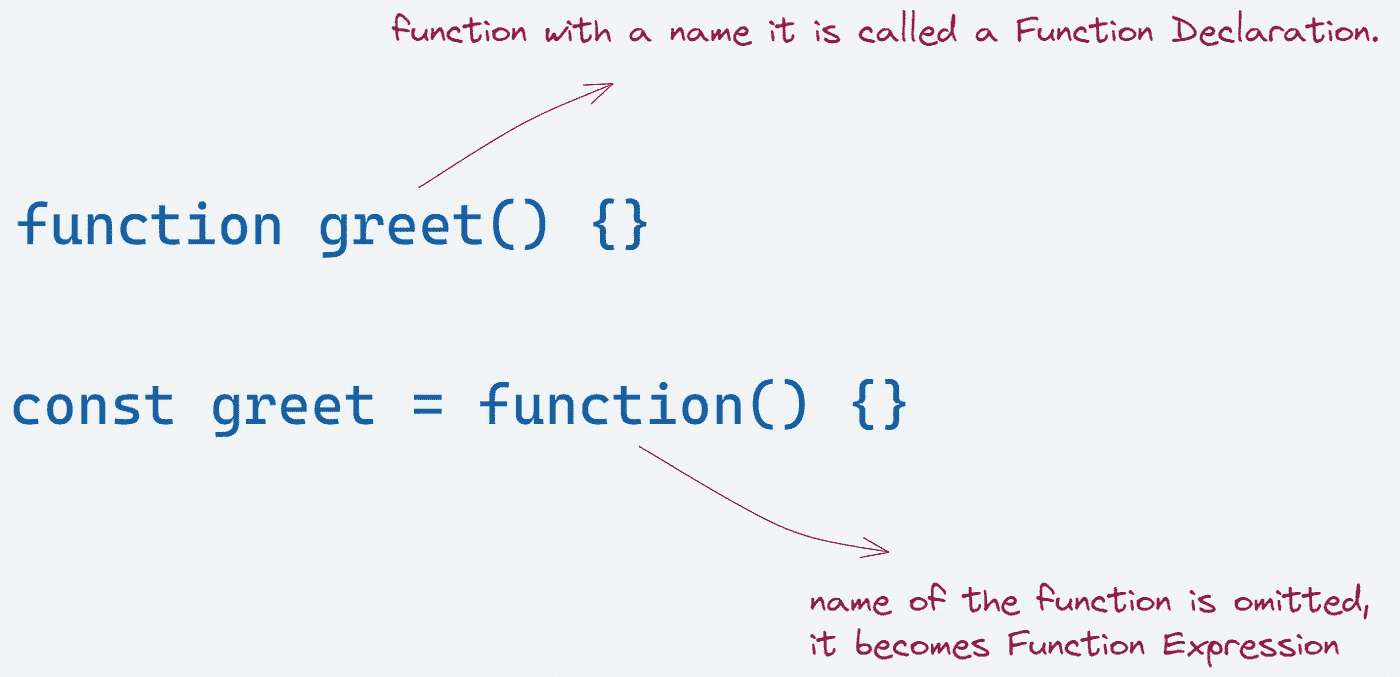 function with a name it is called a Function Declaration.
function greet() {}
const greet = function() {}
name of the function is omitted,
it becomes Function Expression